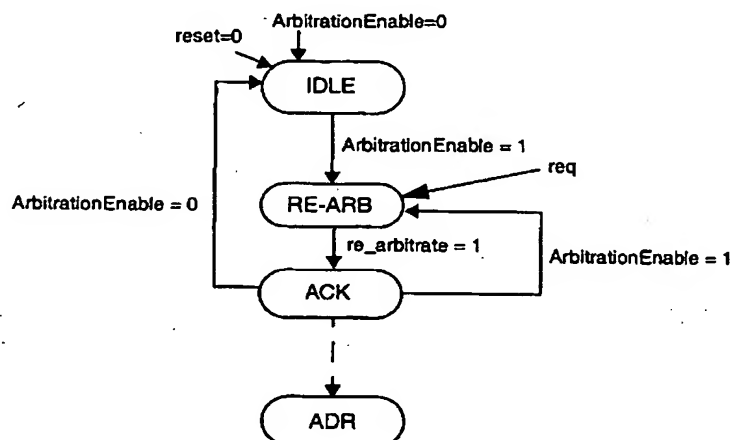 ArbitrationEnable=0
reset=0
IDLE
ArbitrationEnable = 1
req
ArbitrationEnable = 0
RE-ARB
re_arbitrate = 1
ArbitrationEnable = 1
ACK
ADR